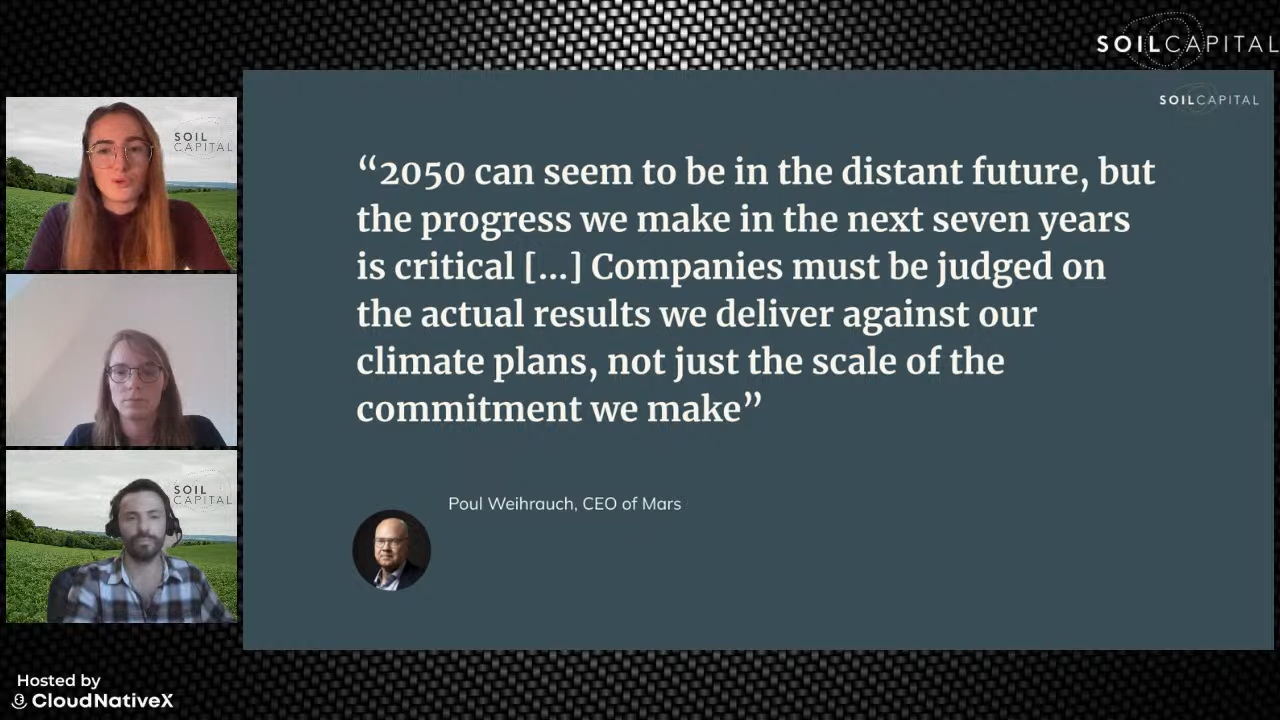 SOILCAPITAL
SOILCAPITAL
“2050 can seem to be in the distant future, but
the progress we make in the next seven years
is critical [...] Companies must be judged on
the actual results we deliver against our
climate plans, not just the scale of the
commitment we make”
Poul Weihrauch, CEO of Mars
SOIL
CAPITAL
SOIL
CAPITAL
Hosted by
CloudNativeX